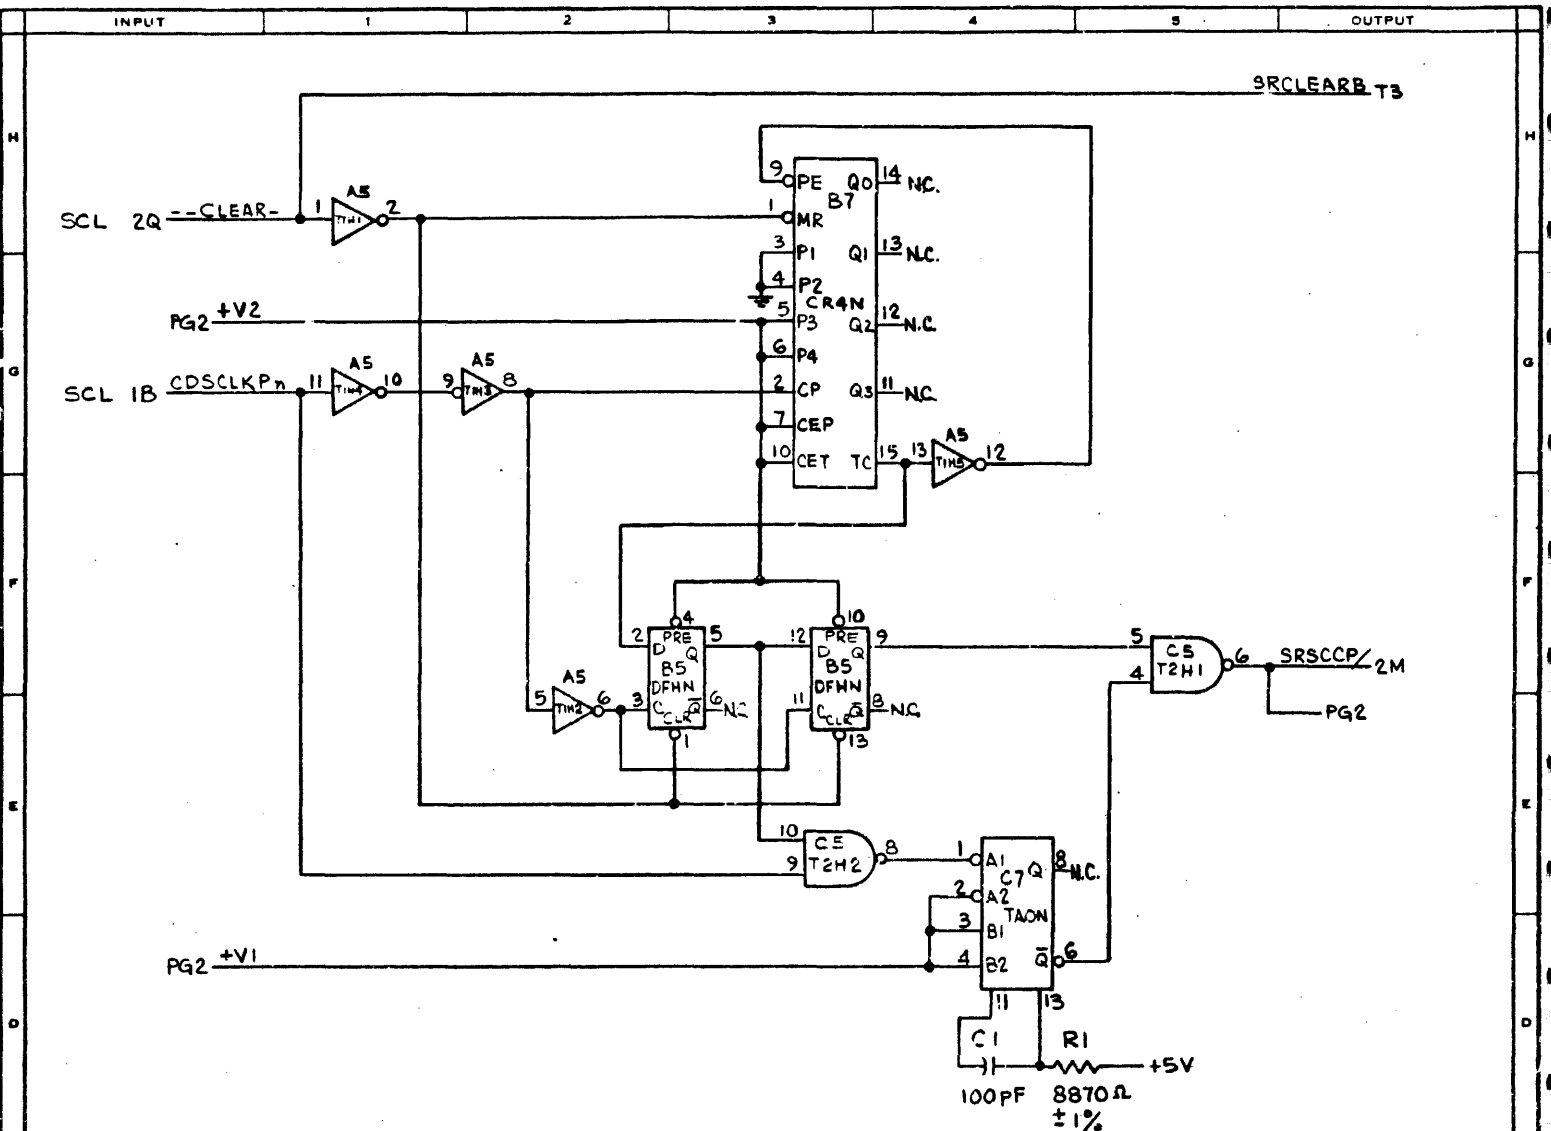 INPUT 1 2 3 4 5 OUTPUT
SRCLEARB T3
H H
9 PE Q0 14 N.C.
B7
A5
SCL 2Q --CLEAR- 1 T1H1 2 1 MR
3 P1 Q1 13 N.C.
4 P2
CR4N
PG2 +V2 5 P3 Q2 12 N.C.
6 P4
G G
A5 A5
SCL 1B CDSCLKPn 11 T1H4 10 9 T1H3 8 2 CP Q3 11 N.C.
7 CEP
A5
10 CET TC 15 13 T1H5 12
F F
4 10
2 D PRE Q 5 12 D PRE Q 9 5
B5 B5 C5
DFHN DFHN T2H1 6 SRSCCP/2M
4
A5
5 T1H2 6 3 C CLR Q 6 N.C 11 C CLR Q 8 N.C
PG2
1 13
E E
10 C5 8
9 T2H2
1 A1 Q 8 N.C.
C7
2 A2
TAON
3 B1
PG2 +V1 4 B2 Q 6
11 13
D D
C1 R1
+5V
100PF 8870Ω
±1%